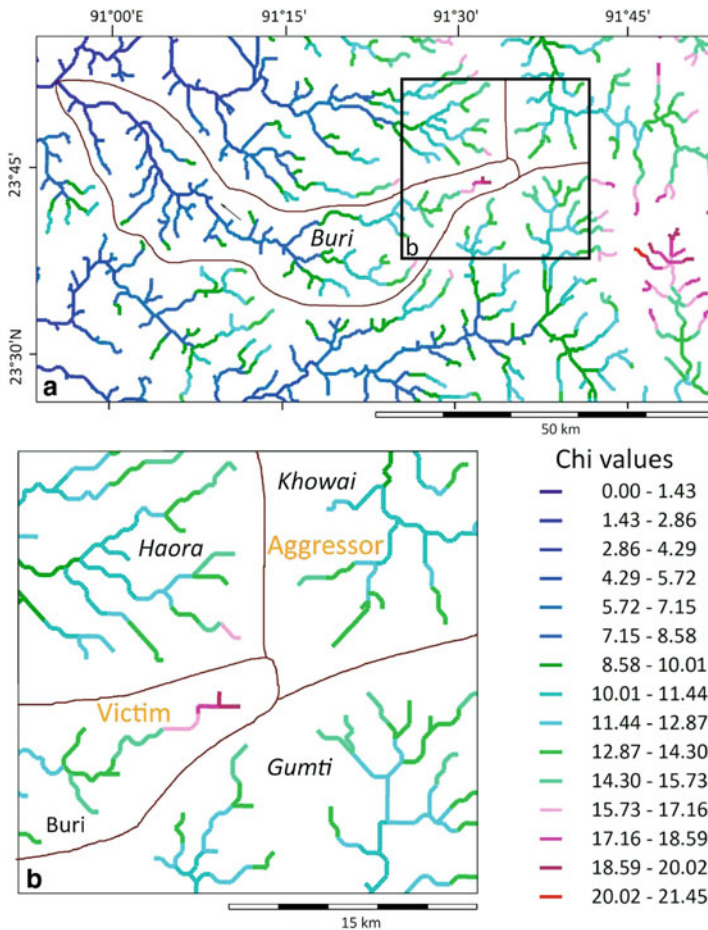 91°00'E 91°15' 91°30' 91°45'
23°45'
23°30'N
Buri
b
a
50 km
Khowai
Haora
Aggressor
Victim
Gumti
Buri
b
15 km
Chi values
0.00 - 1.43
1.43 - 2.86
2.86 - 4.29
4.29 - 5.72
5.72 - 7.15
7.15 - 8.58
8.58 - 10.01
10.01 - 11.44
11.44 - 12.87
12.87 - 14.30
14.30 - 15.73
15.73 - 17.16
17.16 - 18.59
18.59 - 20.02
20.02 - 21.45